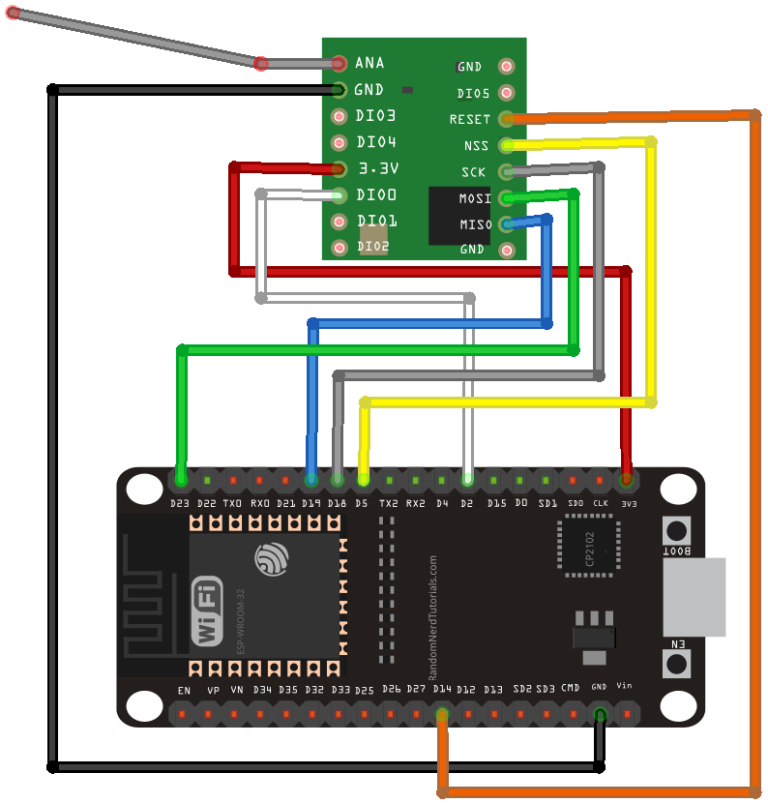 ANA
GND
DIO3
DIO4
3.3V
DIO0
DIO1
DIO2
GND
DIO5
RESET
NSS
SCK
MOSI
MISO
GND
D23 D22 TX0 RX0 D21 D19 D18 D5 TX2 RX2 D4 D2 D15 D0 SD1 SD0 CLK 3V3
WiFi
ESP-WROOM-32
RandomNerdTutorials.com
CP2102
BOOT
EN
EN VP VN D34 D35 D32 D33 D25 D26 D27 D14 D12 D13 SD2 SD3 CMD GND Vin